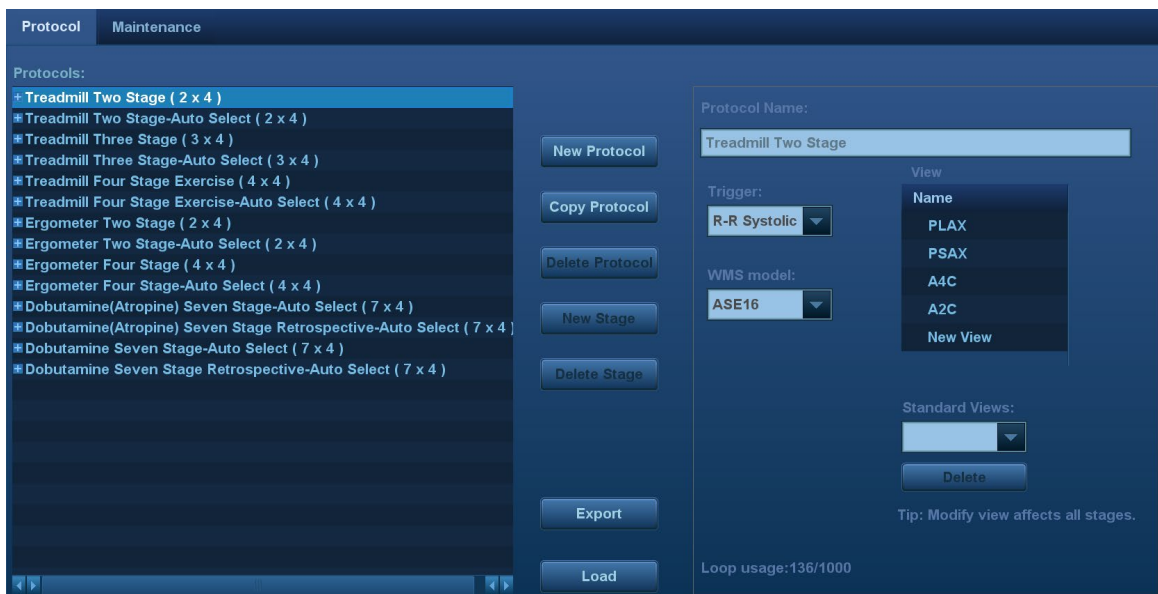 Protocol
Maintenance
Protocols:
Treadmill Two Stage ( 2 x 4 )
Treadmill Two Stage-Auto Select ( 2 x 4 )
Treadmill Three Stage ( 3 x 4 )
Treadmill Three Stage-Auto Select ( 3 x 4 )
Treadmill Four Stage Exercise ( 4 x 4 )
Treadmill Four Stage Exercise-Auto Select ( 4 x 4 )
Ergometer Two Stage ( 2 x 4 )
Ergometer Two Stage-Auto Select ( 2 x 4 )
Ergometer Four Stage ( 4 x 4 )
Ergometer Four Stage-Auto Select ( 4 x 4 )
Dobutamine(Atropine) Seven Stage-Auto Select ( 7 x 4 )
Dobutamine(Atropine) Seven Stage Retrospective-Auto Select ( 7 x 4 )
Dobutamine Seven Stage-Auto Select ( 7 x 4 )
Dobutamine Seven Stage Retrospective-Auto Select ( 7 x 4 )
New Protocol
Copy Protocol
Delete Protocol
New Stage
Delete Stage
Export
Load
Protocol Name:
Treadmill Two Stage
Trigger:
R-R Systolic
WMS model:
ASE16
View
Name
PLAX
PSAX
A4C
A2C
New View
Standard Views:
Delete
Tip: Modify view affects all stages.
Loop usage:136/1000